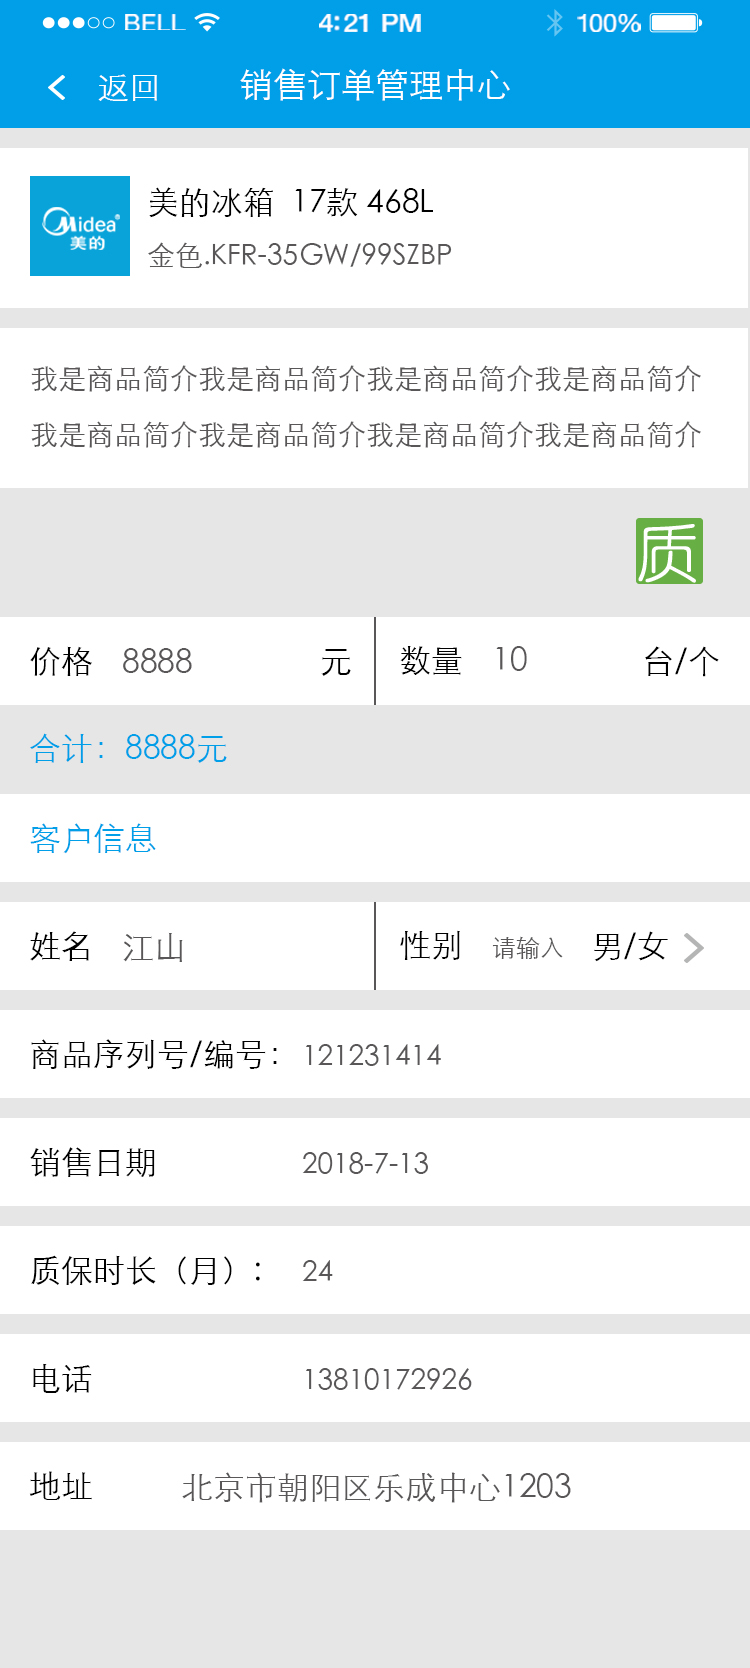 BELL 4:21 PM 100%
返回 销售订单管理中心
美的冰箱 17款 468L
Midea
美的
金色.KFR-35GW/99SZBP
我是商品简介我是商品简介我是商品简介我是商品简介
我是商品简介我是商品简介我是商品简介我是商品简介
质
价格 8888 元 数量 10 台/个
合计：8888元
客户信息
姓名 江山 性别 请输入 男/女
商品序列号/编号：121231414
销售日期 2018-7-13
质保时长（月）：24
电话 13810172926
地址 北京市朝阳区乐成中心1203